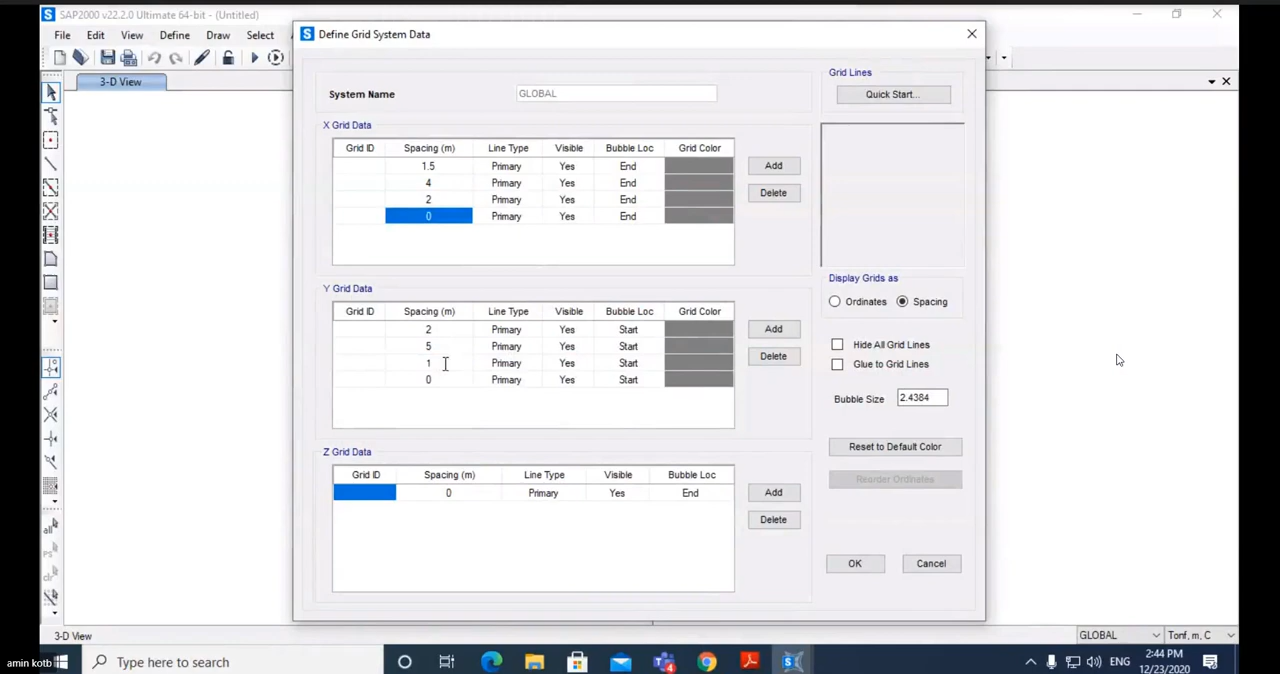 SAP2000 v22.2.0 Ultimate 64-bit - (Untitled)
File Edit View Define Draw Select
3-D View
Define Grid System Data
System Name GLOBAL
Grid Lines
Quick Start...
X Grid Data
Grid ID Spacing (m) Line Type Visible Bubble Loc Grid Color
1.5 Primary Yes End
4 Primary Yes End
2 Primary Yes End
0 Primary Yes End
Add
Delete
Y Grid Data
Grid ID Spacing (m) Line Type Visible Bubble Loc Grid Color
2 Primary Yes Start
5 Primary Yes Start
1 Primary Yes Start
0 Primary Yes Start
Add
Delete
Z Grid Data
Grid ID Spacing (m) Line Type Visible Bubble Loc
0 Primary Yes End
Add
Delete
Display Grids as
Ordinates Spacing
Hide All Grid Lines
Glue to Grid Lines
Bubble Size 2.4384
Reset to Default Color
Reorder Ordinates
OK Cancel
all
ps
clr
3-D View
GLOBAL Tonf, m, C
amin kotb
Type here to search
4
ENG
2:44 PM
12/23/2020